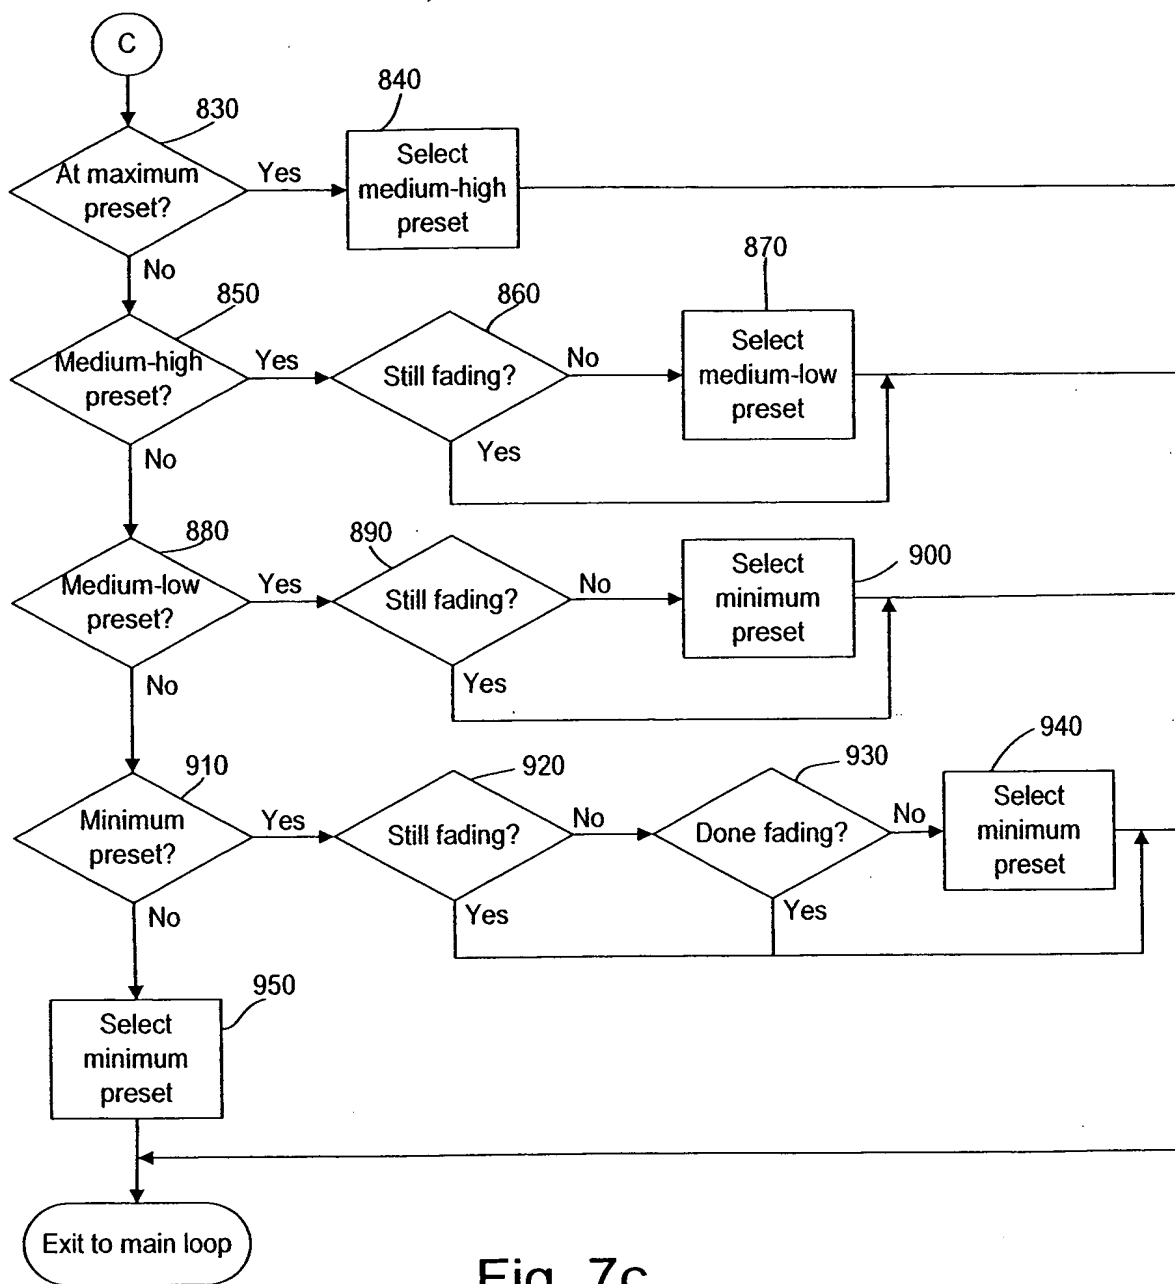 C
830
At maximum
preset?
Yes
840
Select
medium-high
preset
No
850
Medium-high
preset?
Yes
860
Still fading?
No
870
Select
medium-low
preset
Yes
No
880
Medium-low
preset?
Yes
890
Still fading?
No
900
Select
minimum
preset
Yes
No
910
Minimum
preset?
Yes
920
Still fading?
No
930
Done fading?
No
940
Select
minimum
preset
Yes
Yes
No
950
Select
minimum
preset
Exit to main loop
Fig. 7c